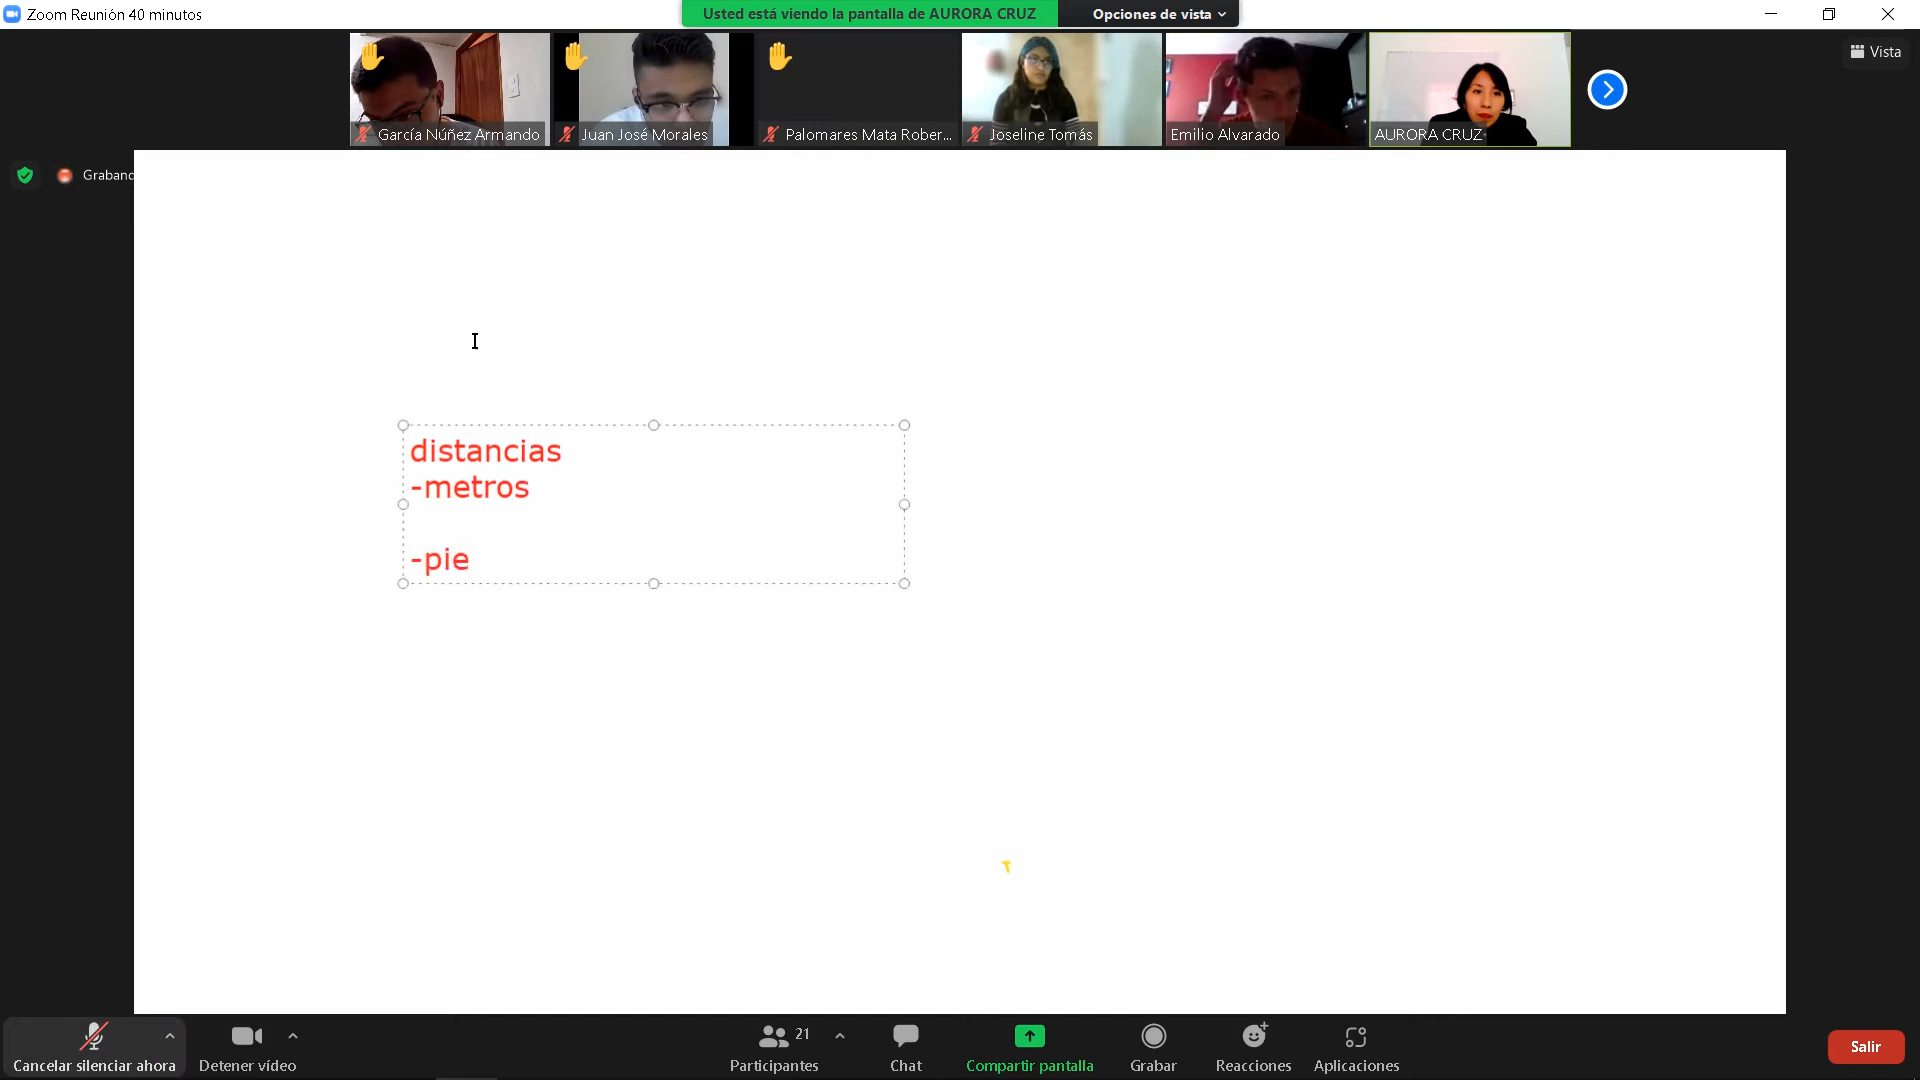 Zoom Reunión 40 minutos
Usted está viendo la pantalla de AURORA CRUZ
Opciones de vista
Vista
García Núñez Armando
Juan José Morales
Palomares Mata Rober...
Joseline Tomás
Emilio Alvarado
AURORA CRUZ
Grabanc
distancias
-metros
-pie
Cancelar silenciar ahora
Detener vídeo
21
Participantes
Chat
Compartir pantalla
Grabar
Reacciones
Aplicaciones
Salir